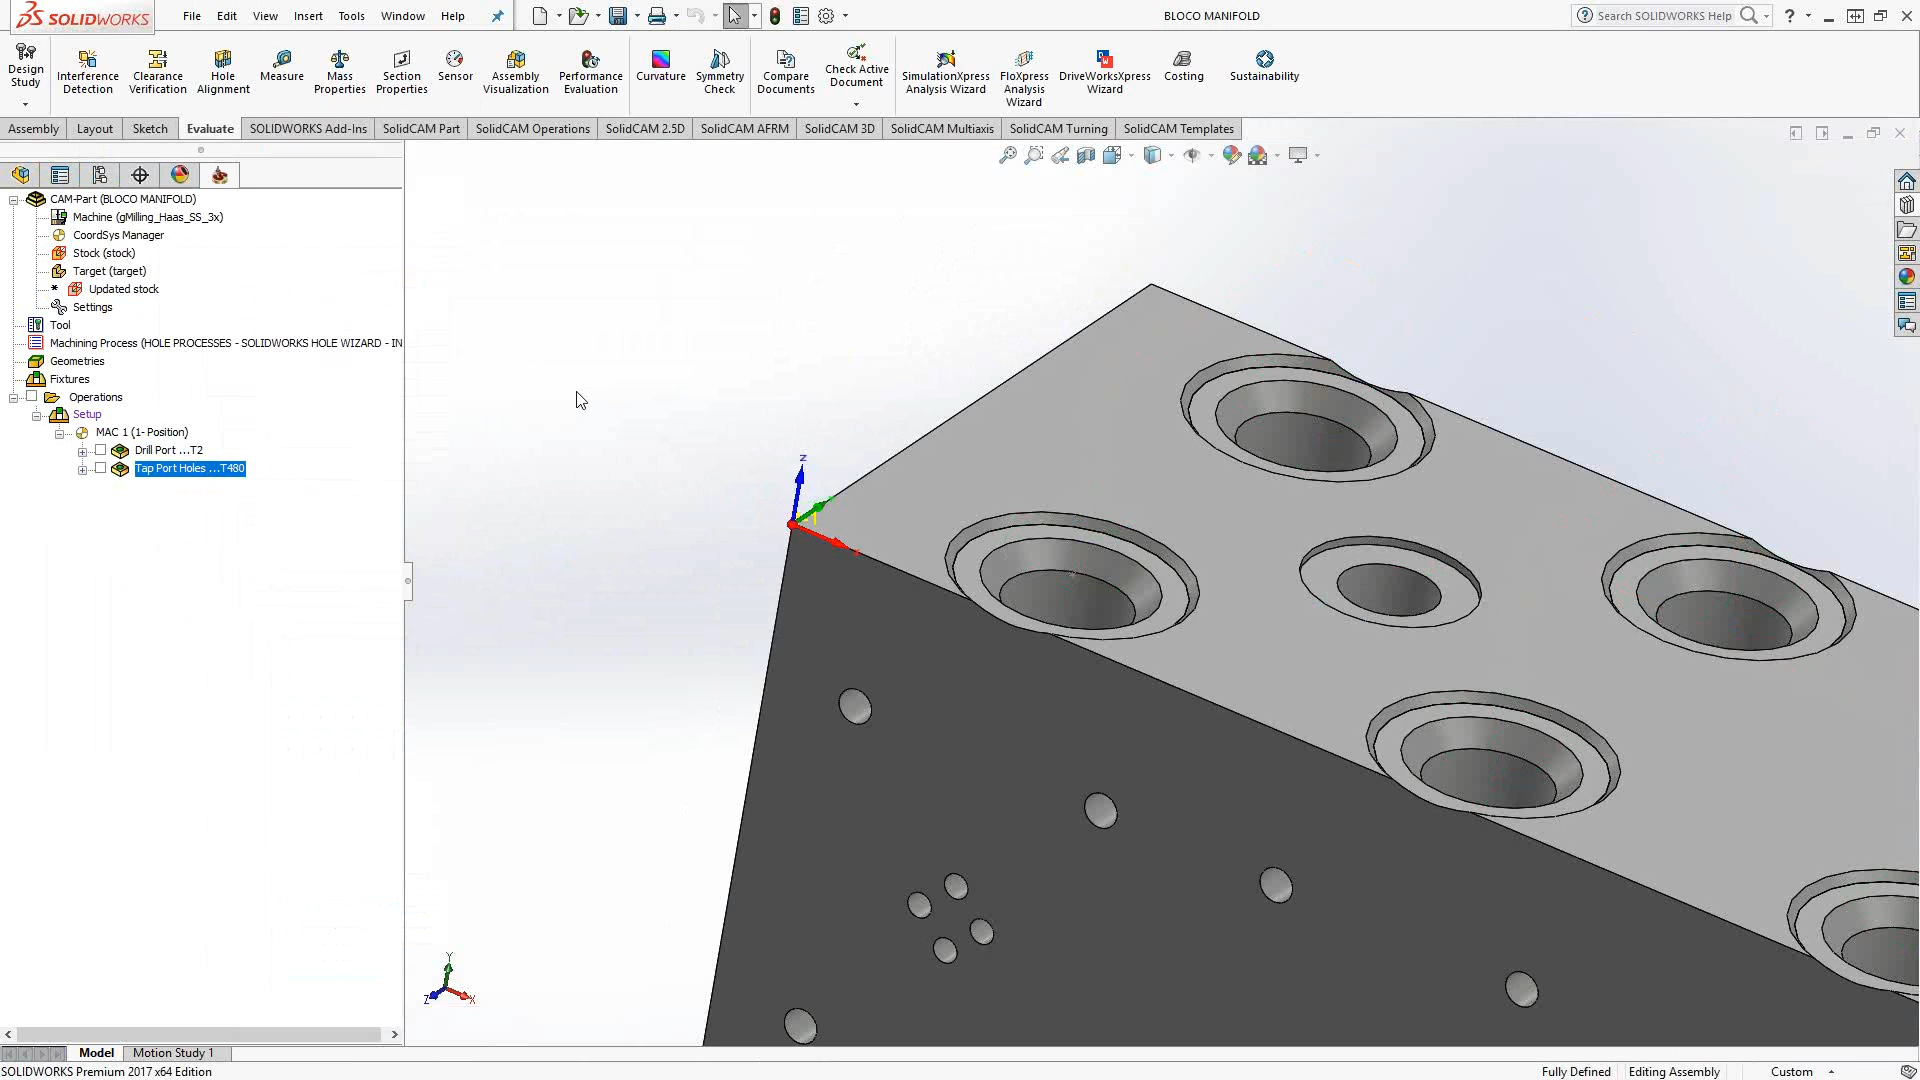 SOLIDWORKS
File Edit View Insert Tools Window Help
BLOCO MANIFOLD
Search SOLIDWORKS Help
?
Design Study
Interference Detection
Clearance Verification
Hole Alignment
Measure
Mass Properties
Section Properties
Sensor
Assembly Visualization
Performance Evaluation
Curvature
Symmetry Check
Compare Documents
Check Active Document
SimulationXpress Analysis Wizard
FloXpress Analysis Wizard
DriveWorksXpress Wizard
Costing
Sustainability
Assembly Layout Sketch Evaluate SOLIDWORKS Add-Ins SolidCAM Part SolidCAM Operations SolidCAM 2.5D SolidCAM AFRM SolidCAM 3D SolidCAM Multiaxis SolidCAM Turning SolidCAM Templates
CAM-Part (BLOCO MANIFOLD)
Machine (gMilling_Haas_SS_3x)
CoordSys Manager
Stock (stock)
Target (target)
* Updated stock
Settings
Tool
Machining Process (HOLE PROCESSES - SOLIDWORKS HOLE WIZARD - IN
Geometries
Fixtures
Operations
Setup
MAC 1 (1- Position)
Drill Port ...T2
Tap Port Holes ...T480
Z
Y
Z
X
Model Motion Study 1
SOLIDWORKS Premium 2017 x64 Edition
Fully Defined Editing Assembly Custom